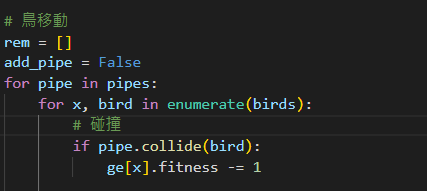 # 鳥移動
rem = []
add_pipe = False
for pipe in pipes:
    for x, bird in enumerate(birds):
        # 碰撞
        if pipe.collide(bird):
            ge[x].fitness -= 1